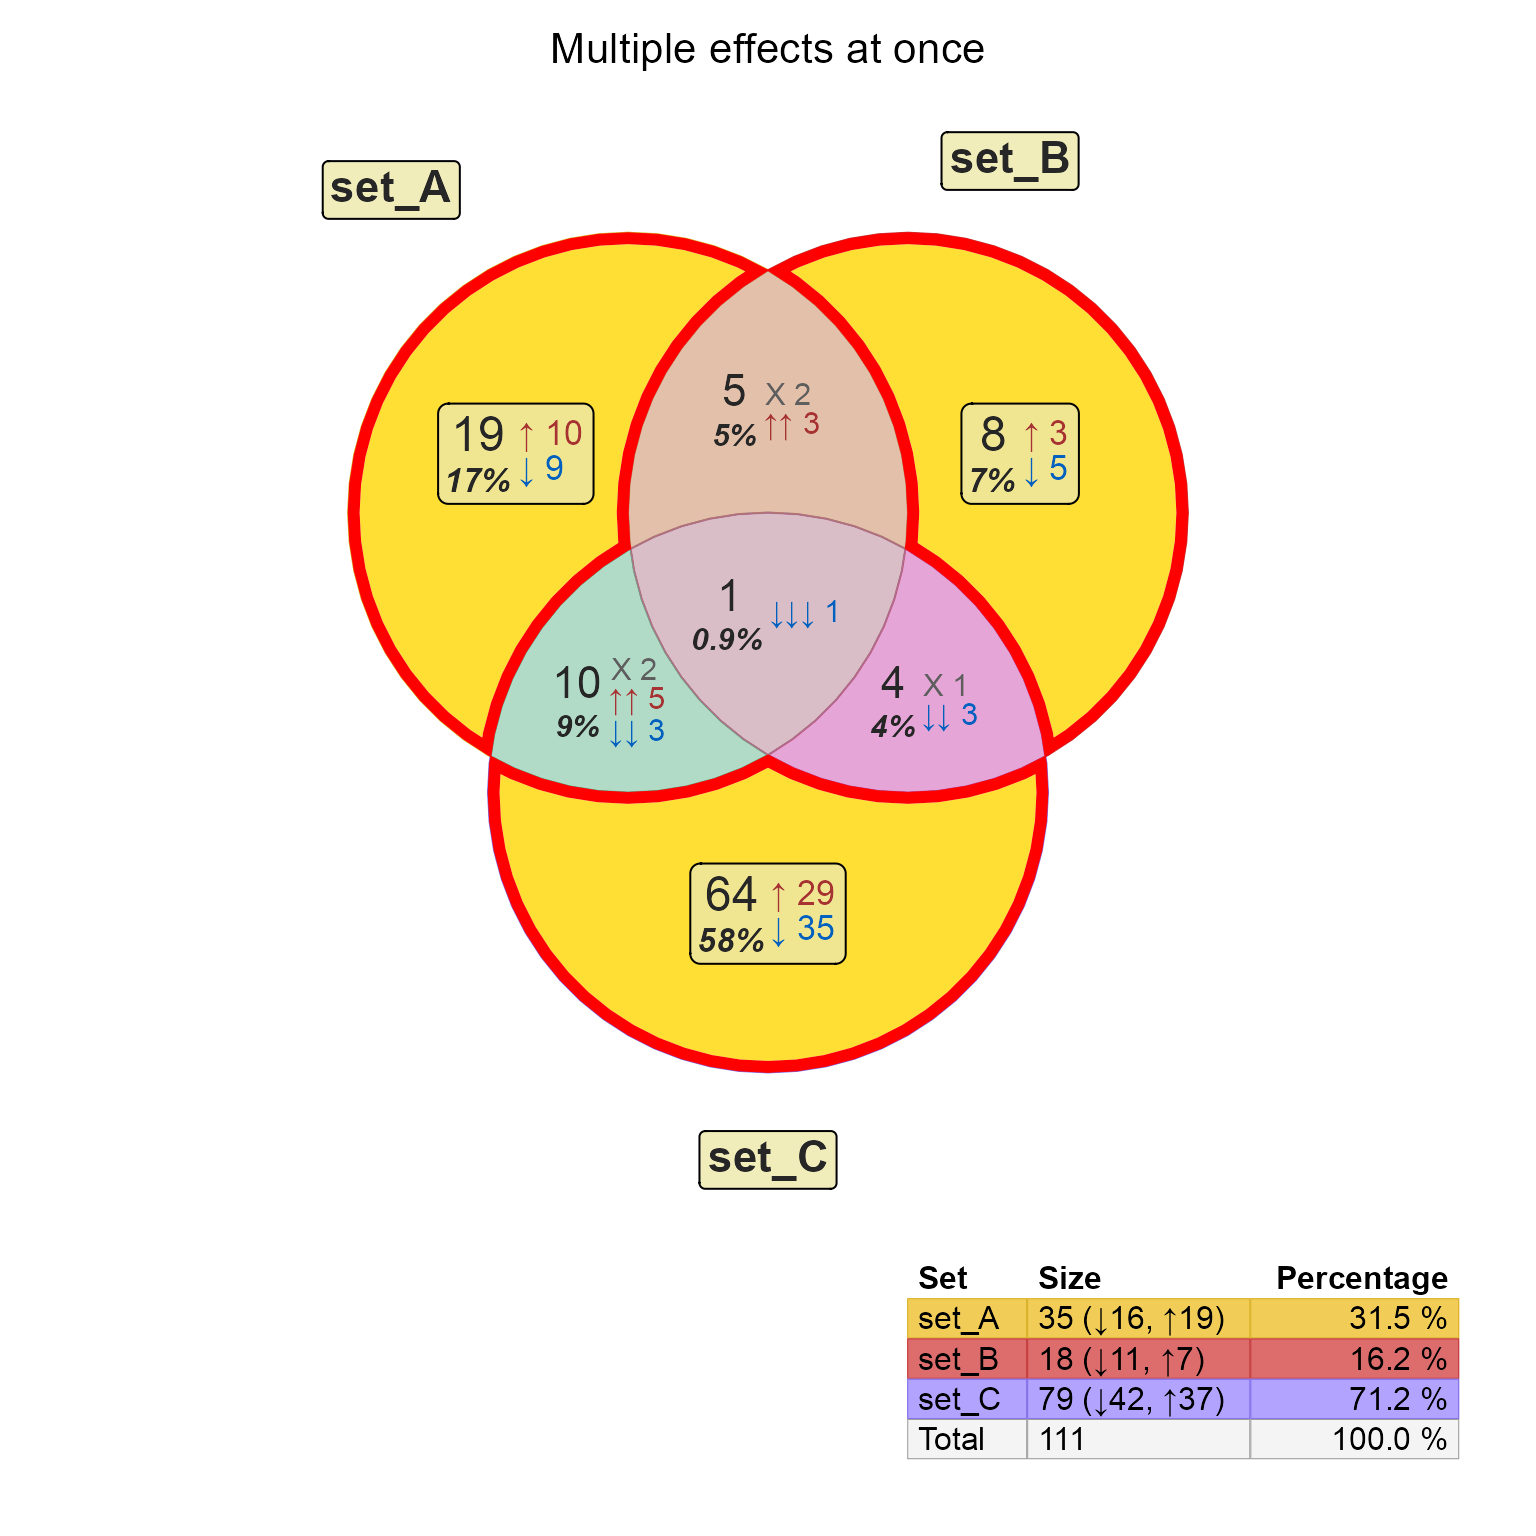 Multiple effects at once
set_A
set_B
5 X 2
5% ↑↑ 3
19 ↑ 10
17% ↓ 9
8 ↑ 3
7% ↓ 5
1 ↓↓↓ 1
0.9%
10 X 2
↑↑ 5
9% ↓↓ 3
4 X 1
4% ↓↓ 3
64 ↑ 29
58% ↓ 35
set_C
Set Size Percentage
set_A 35 (↓16, ↑19) 31.5 %
set_B 18 (↓11, ↑7) 16.2 %
set_C 79 (↓42, ↑37) 71.2 %
Total 111 100.0 %